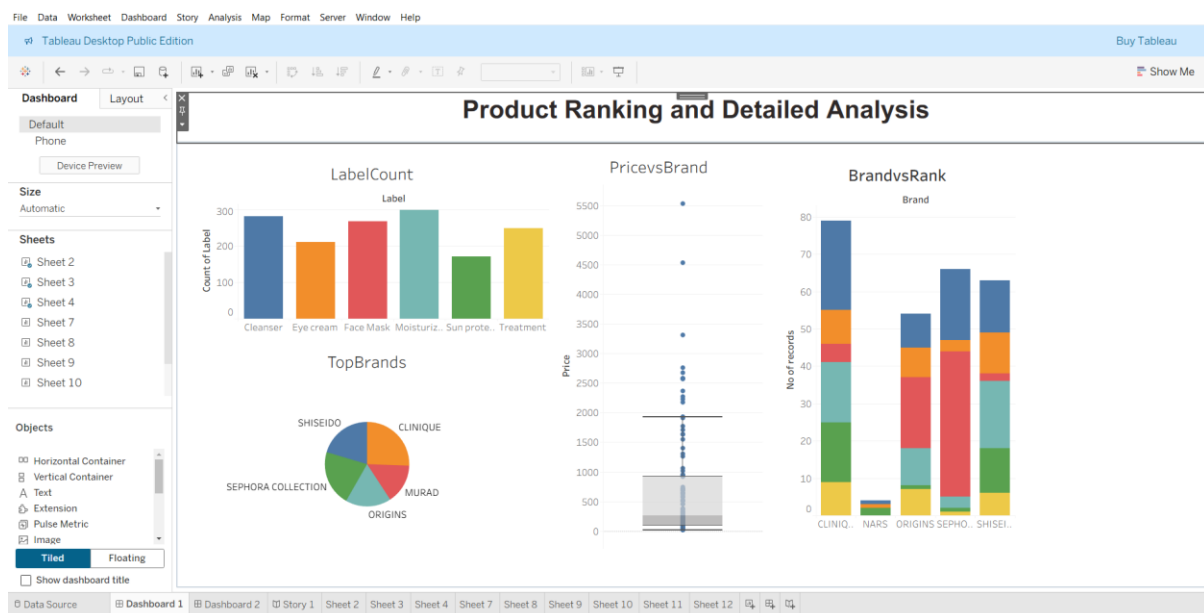 File Data Worksheet Dashboard Story Analysis Map Format Server Window Help
Tableau Desktop Public Edition Buy Tableau
Show Me
Dashboard Layout
Default
Phone
Device Preview
Size
Automatic
Sheets
Sheet 2
Sheet 3
Sheet 4
Sheet 7
Sheet 8
Sheet 9
Sheet 10
Objects
Horizontal Container
Vertical Container
Text
Extension
Pulse Metric
Image
Tiled Floating
Show dashboard title
Product Ranking and Detailed Analysis
LabelCount
Label
Count of Label
300
200
100
0
Cleanser Eye cream Face Mask Moisturiz.. Sun prote.. Treatment
TopBrands
SHISEIDO
CLINIQUE
SEPHORA COLLECTION
MURAD
ORIGINS
PricevsBrand
Price
5500
5000
4500
4000
3500
3000
2500
2000
1500
1000
500
0
BrandvsRank
Brand
No of records
80
70
60
50
40
30
20
10
0
CLINIQ.. NARS ORIGINS SEPHO.. SHISEI..
Data Source Dashboard 1 Dashboard 2 Story 1 Sheet 2 Sheet 3 Sheet 4 Sheet 7 Sheet 8 Sheet 9 Sheet 10 Sheet 11 Sheet 12